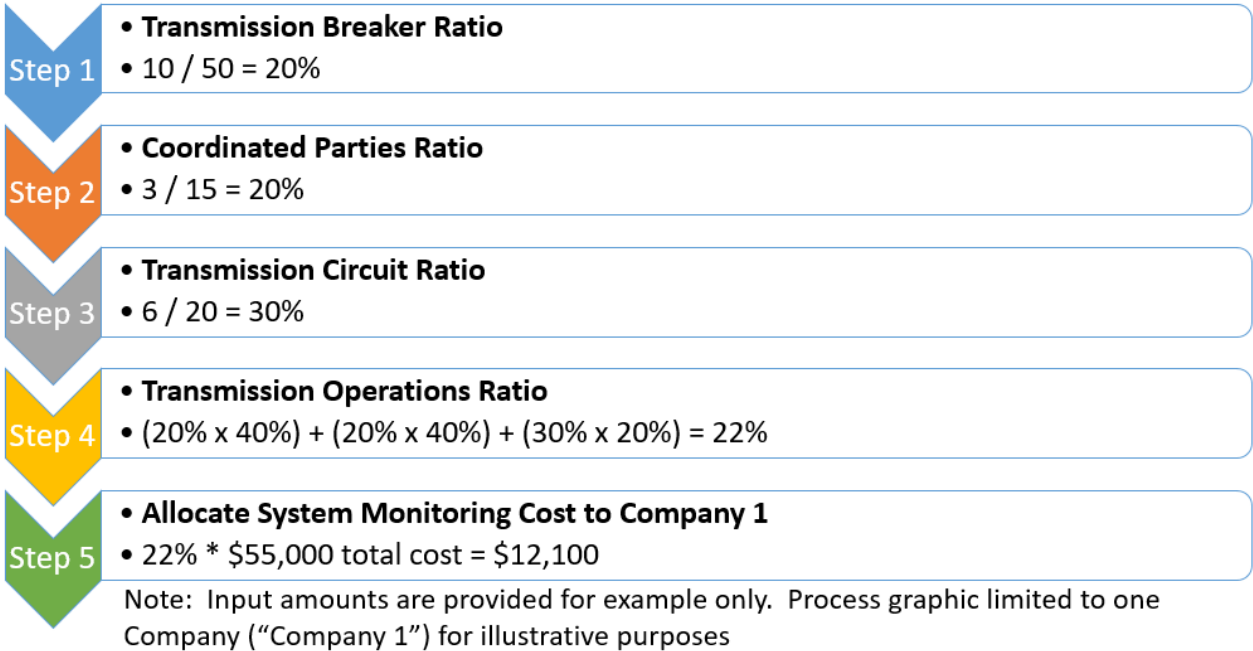 Step 1
• Transmission Breaker Ratio
• 10 / 50 = 20%
Step 2
• Coordinated Parties Ratio
• 3 / 15 = 20%
Step 3
• Transmission Circuit Ratio
• 6 / 20 = 30%
Step 4
• Transmission Operations Ratio
• (20% x 40%) + (20% x 40%) + (30% x 20%) = 22%
Step 5
• Allocate System Monitoring Cost to Company 1
• 22% * $55,000 total cost = $12,100
Note:  Input amounts are provided for example only.  Process graphic limited to one
Company (“Company 1”) for illustrative purposes